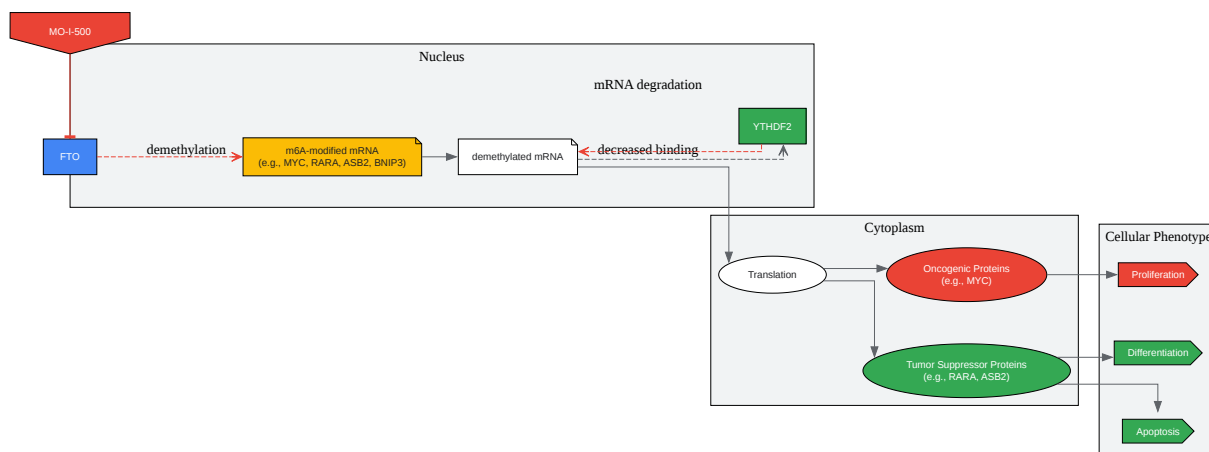 MO-I-500
Nucleus
mRNA degradation
YTHDF2
FTO
demethylation
m6A-modified mRNA
(e.g., MYC, RARA, ASB2, BNIP3)
demethylated mRNA
decreased binding
Cytoplasm
Cellular Phenotype
Translation
Oncogenic Proteins
(e.g., MYC)
Proliferation
Tumor Suppressor Proteins
(e.g., RARA, ASB2)
Differentiation
Apoptosis